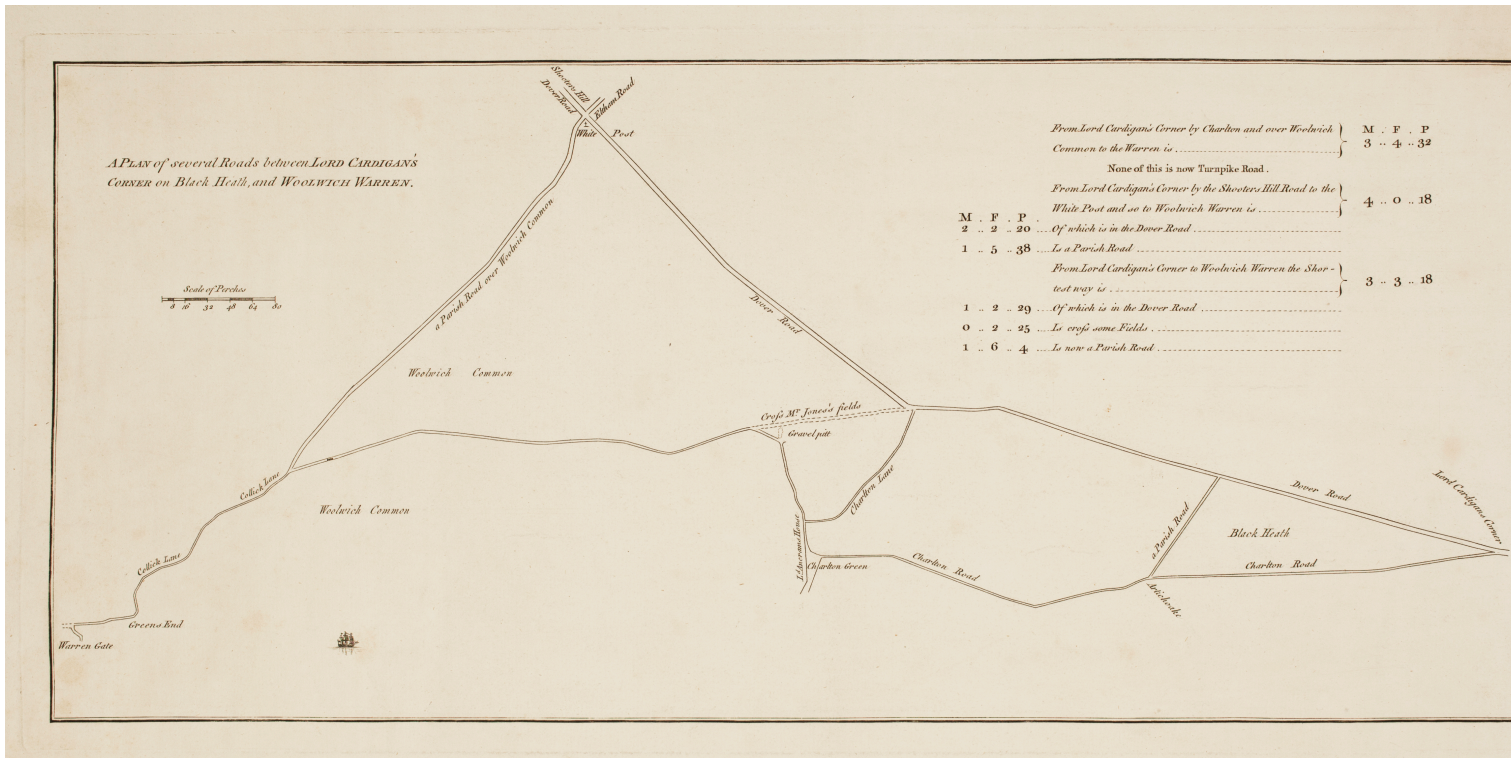 A PLAN of several Roads between LORD CARDIGAN'S
CORNER on Black Heath, and WOOLWICH WARREN.
Scale of Perches
8 16 32 48 64 80
Shooters Hill
Dover Road
Eltham Road
White Post
a Parish Road over Woolwich Common
Dover Road
Woolwich Common
Cross Mr. Jones's fields
Gravel pitt
Charlton Lane
Collick Lane
Woolwich Common
Collick Lane
Greens End
Warren Gate
House
Charlton Green
Charlton Road
a Parish Road
Black Heath
Dover Road
Lord Cardigans Corner
Charlton Road
Artichoake
From Lord Cardigan's Corner by Charlton and over Woolwich M . F . P
Common to the Warren is 3 .. 4 .. 32
None of this is now Turnpike Road .
From Lord Cardigan's Corner by the Shooters Hill Road to the
White Post and so to Woolwich Warren is 4 .. 0 .. 18
M . F . P .
2 .. 2 .. 20 Of which is in the Dover Road
1 .. 5 .. 38 Is a Parish Road
From Lord Cardigan's Corner to Woolwich Warren the Shor-
test way is 3 .. 3 .. 18
1 .. 2 .. 29 Of which is in the Dover Road
0 .. 2 .. 25 Is cross some Fields
1 .. 6 .. 4 Is now a Parish Road